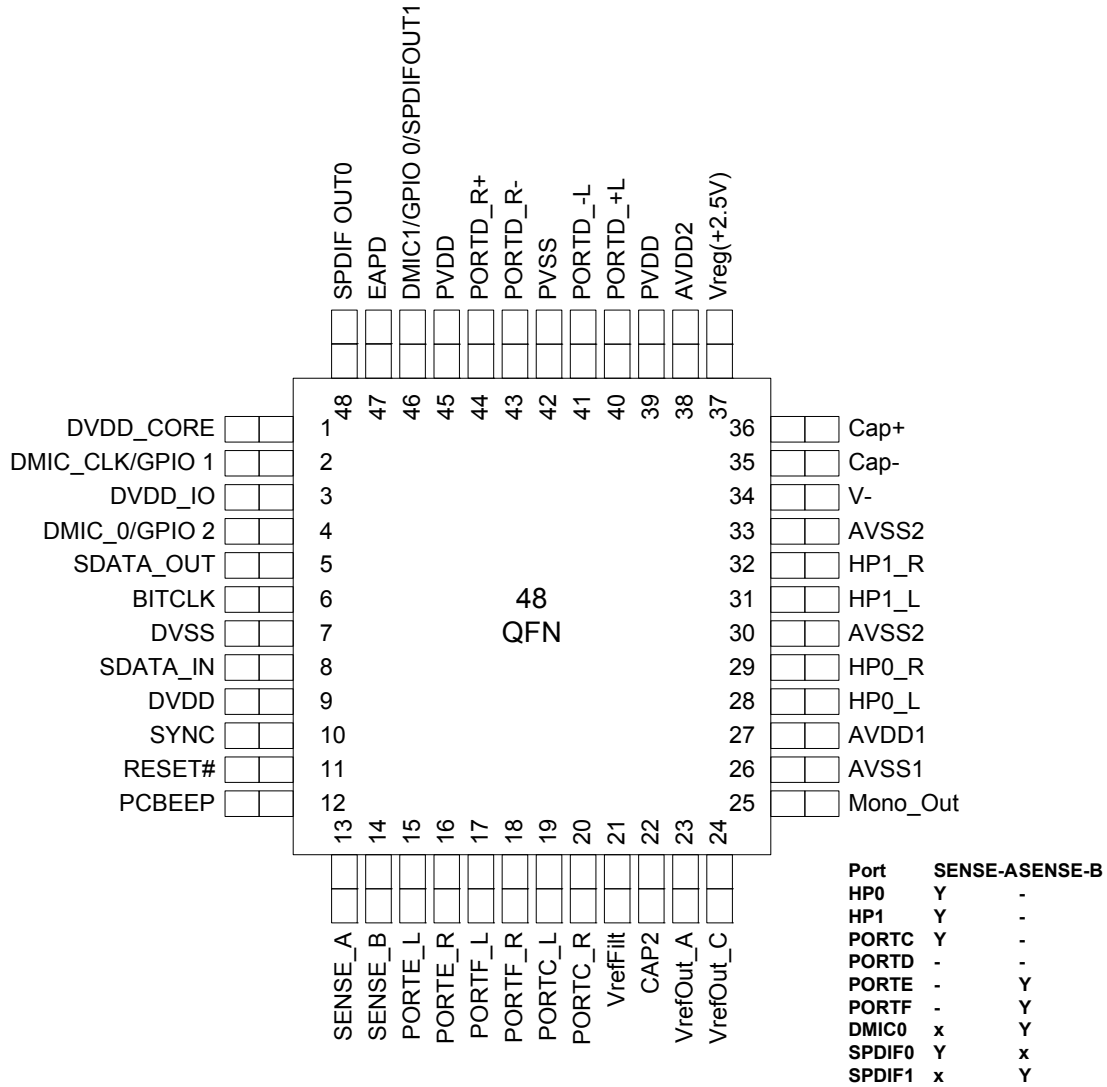 SPDIF OUT0
EAPD
DMIC1/GPIO 0/SPDIFOUT1
PVDD
PORTD_R+
PORTD_R-
PVSS
PORTD_-L
PORTD_+L
PVDD
AVDD2
Vreg(+2.5V)
48
47
46
45
44
43
42
41
40
39
38
37
DVDD_CORE 1
DMIC_CLK/GPIO 1 2
DVDD_IO 3
DMIC_0/GPIO 2 4
SDATA_OUT 5
BITCLK 6
DVSS 7
SDATA_IN 8
DVDD 9
SYNC 10
RESET# 11
PCBEEP 12
48
QFN
36 Cap+
35 Cap-
34 V-
33 AVSS2
32 HP1_R
31 HP1_L
30 AVSS2
29 HP0_R
28 HP0_L
27 AVDD1
26 AVSS1
25 Mono_Out
13
14
15
16
17
18
19
20
21
22
23
24
SENSE_A
SENSE_B
PORTE_L
PORTE_R
PORTF_L
PORTF_R
PORTC_L
PORTC_R
VrefFilt
CAP2
VrefOut_A
VrefOut_C
Port SENSE-ASENSE-B
HP0 Y -
HP1 Y -
PORTC Y -
PORTD - -
PORTE - Y
PORTF - Y
DMIC0 x Y
SPDIF0 Y x
SPDIF1 x Y